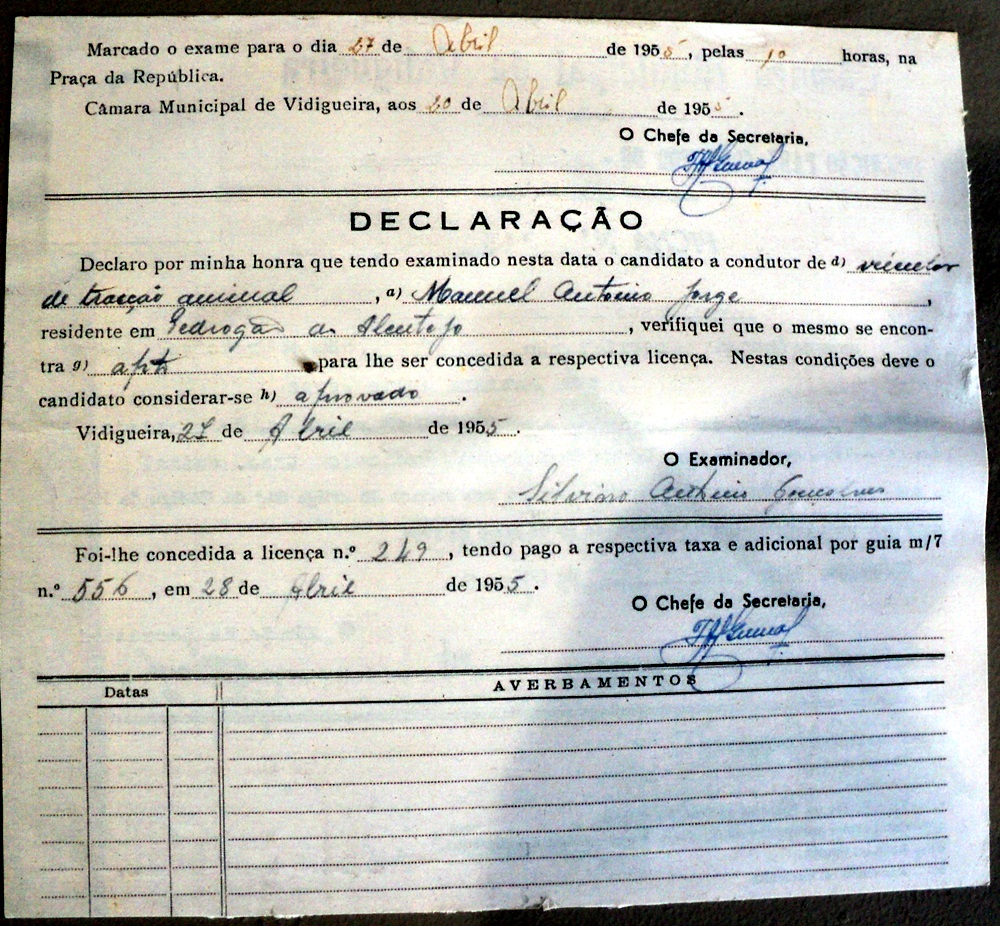 Marcado o exame para o dia 27 de Abril de 1955, pelas 10 horas, na
Praça da República.
Câmara Municipal de Vidigueira, aos 20 de Abril de 1955.
O Chefe da Secretaria,
DECLARAÇÃO
Declaro por minha honra que tendo examinado nesta data o candidato a condutor de d) veículos
de tracção animal, a) Manuel António Jorge,
residente em Pedrogão do Alentejo, verifiquei que o mesmo se encon-
tra g) apto para lhe ser concedida a respectiva licença. Nestas condições deve o
candidato considerar-se h) aprovado.
Vidigueira, 27 de Abril de 1955.
O Examinador,
Silvino António Gonçalves
Foi-lhe concedida a licença n.º 249, tendo pago a respectiva taxa e adicional por guia m/7
n.º 556, em 28 de Abril de 1955.
O Chefe da Secretaria,
Datas AVERBAMENTOS